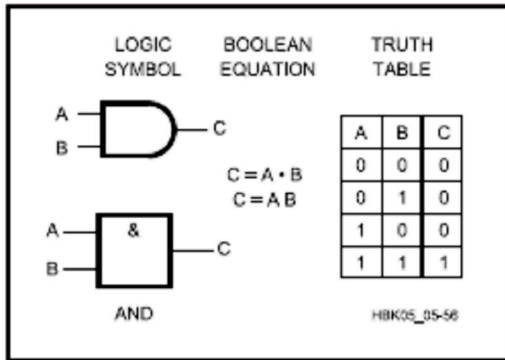 LOGIC SYMBOL BOOLEAN EQUATION TRUTH TABLE
A B C
C = A • B
C = A B
A B C
0 0 0
0 1 0
1 0 0
1 1 1
A & B C
AND
HBK05_05-56